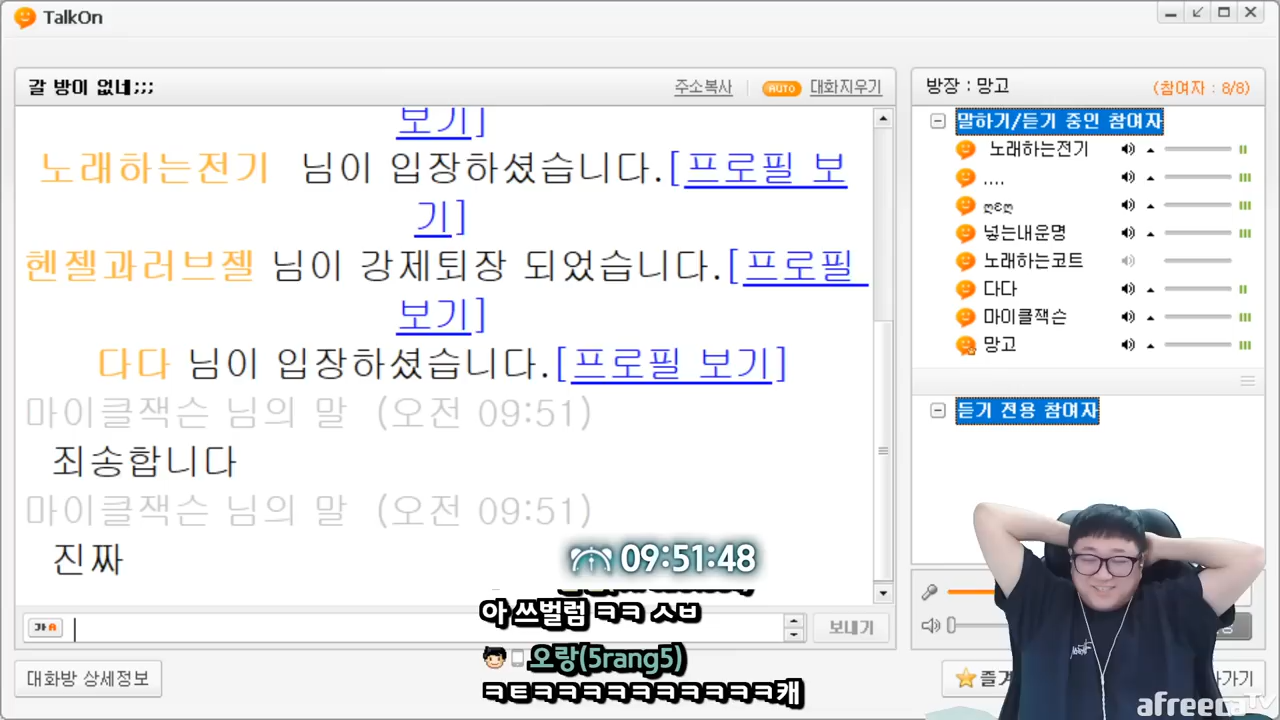 TalkOn
갈 방이 없네;;;
주소복사
AUTO
대화지우기
보기]
노래하는전기 님이 입장하셨습니다.[프로필 보
기]
헨젤과러브젤 님이 강제퇴장 되었습니다.[프로필
보기]
다다 님이 입장하셨습니다.[프로필 보기]
마이클잭슨 님의 말 (오전 09:51)
죄송합니다
마이클잭슨 님의 말 (오전 09:51)
진짜
가A
보내기
대화방 상세정보
방장 : 망고
(참여자 : 8/8)
말하기/듣기 중인 참여자
노래하는전기
....
ღεღ
넣는내운명
노래하는코트
다다
마이클잭슨
망고
듣기 전용 참여자
09:51:48
아 쓰벌럼 ㅋㅋ ㅅㅂ
오랑(5rang5)
ㅋㅌㅋㅋㅋㅋㅋㅋㅋㅋㅋㅋ캐
즐겨
가기
afreecaTV